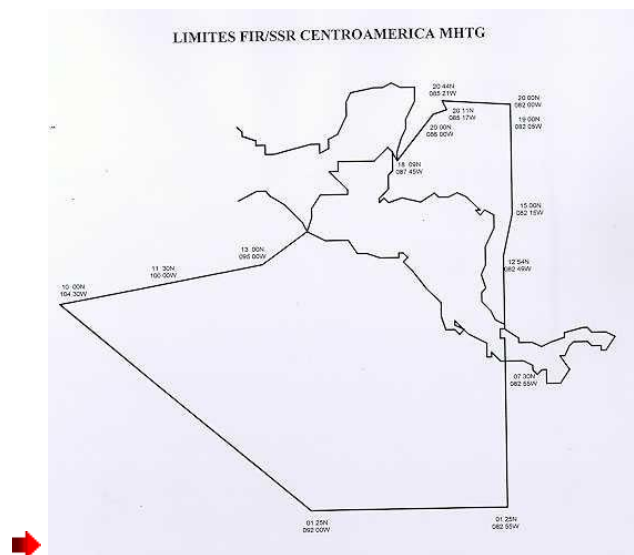 LIMITES FIR/SSR CENTROAMERICA MHTG
20 44N
085 21W
20 00N
082 00W
20 11N
085 17W
19 00N
082 09W
20 00N
086 00W
18 09N
087 45W
15 00N
082 15W
13 00N
095 00W
12 54N
082 49W
11 30N
100 00W
10 00N
104 30W
07 30N
082 55W
01 25N
092 00W
01 25N
082 55W